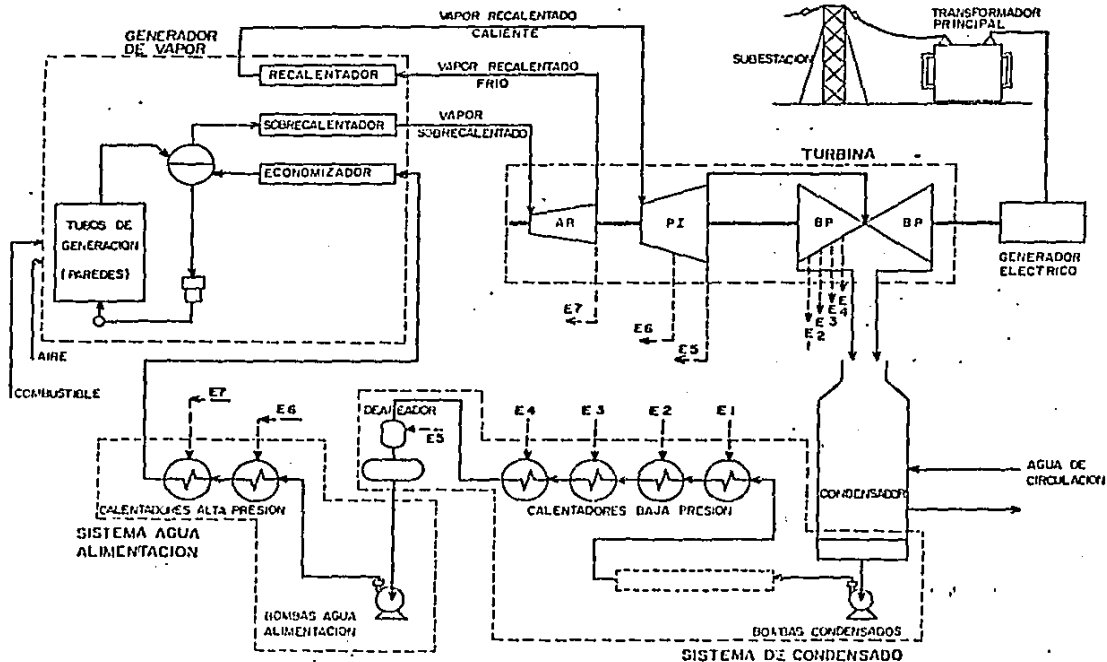 VAPOR RECALENTADO
CALIENTE
GENERADOR
DE VAPOR
RECALENTADOR
VAPOR RECALENTADO
FRIO
SOBRECALENTADOR
VAPOR
SOBRECALENTADO
ECONOMIZADOR
TUBOS DE
GENERACION
(PAREDES)
AIRE
COMBUSTIBLE
TRANSFORMADOR
PRINCIPAL
SUBESTACION
TURBINA
AR
PI
BP
BP
GENERADOR
ELECTRICO
E7
E6
E5
E2
E3
E4
E7
E6
DEAREADOR
E5
E4
E3
E2
E1
CALENTADORES ALTA PRESION
CALENTADORES BAJA PRESION
CONDENSADOR
AGUA DE
CIRCULACION
SISTEMA AGUA
ALIMENTACION
BOMBAS AGUA
ALIMENTACION
BOMBAS CONDENSADOS
SISTEMA DE CONDENSADO